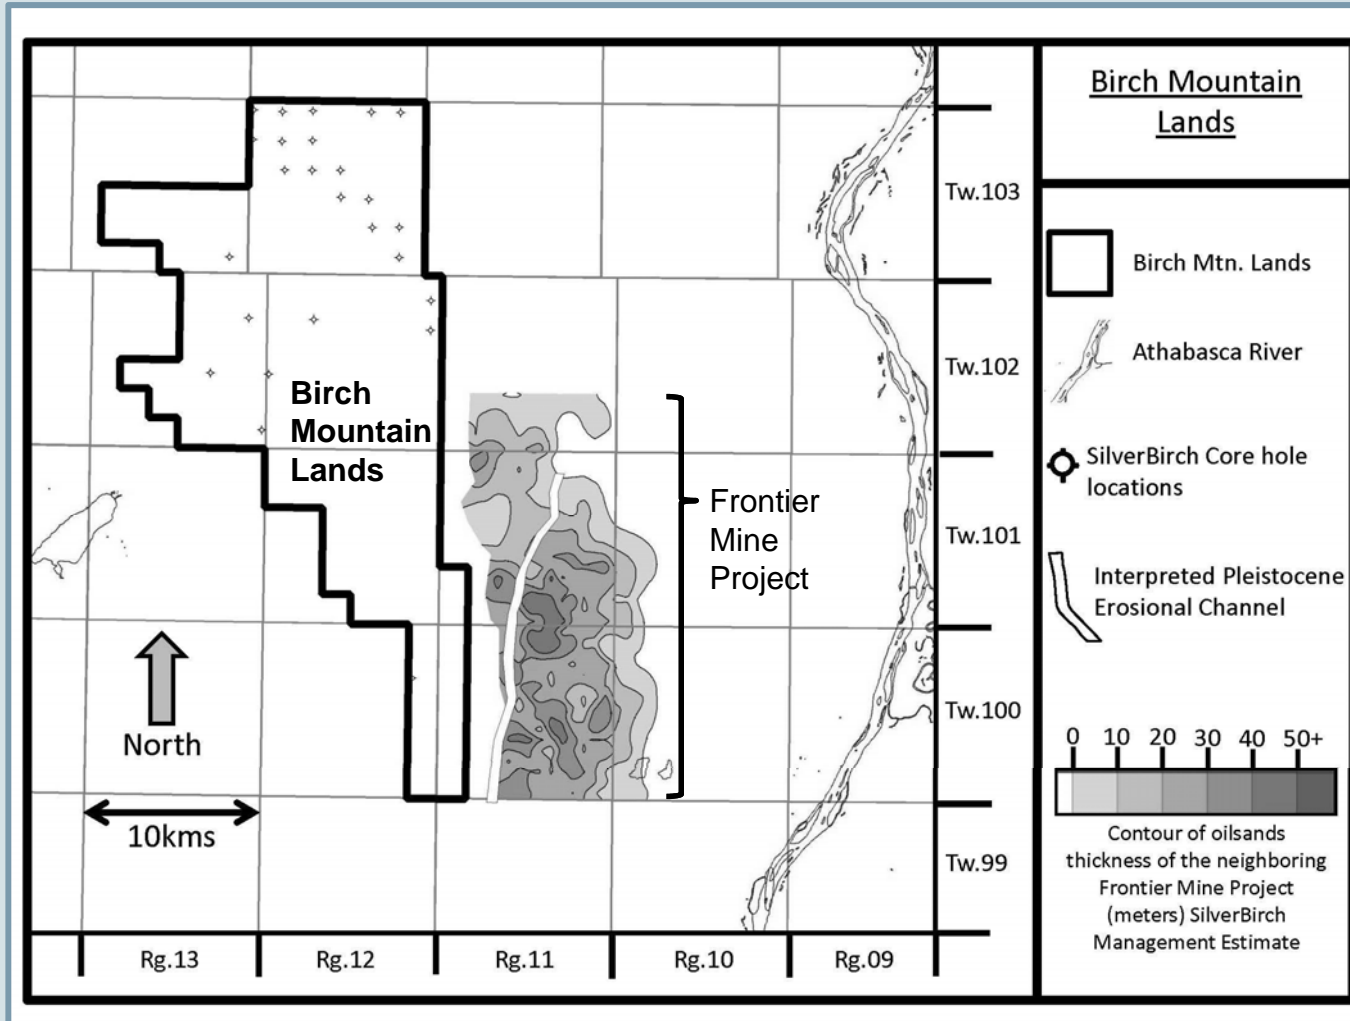 Birch Mountain
Lands
Tw.103
Birch Mtn. Lands
Athabasca River
Tw.102
Birch
Mountain
Lands
SilverBirch Core hole
locations
Frontier
Mine
Project
Tw.101
Interpreted Pleistocene
Erosional Channel
Tw.100
North
0 10 20 30 40 50+
10kms
Contour of oilsands
thickness of the neighboring
Frontier Mine Project
(meters) SilverBirch
Management Estimate
Tw.99
Rg.13 Rg.12 Rg.11 Rg.10 Rg.09